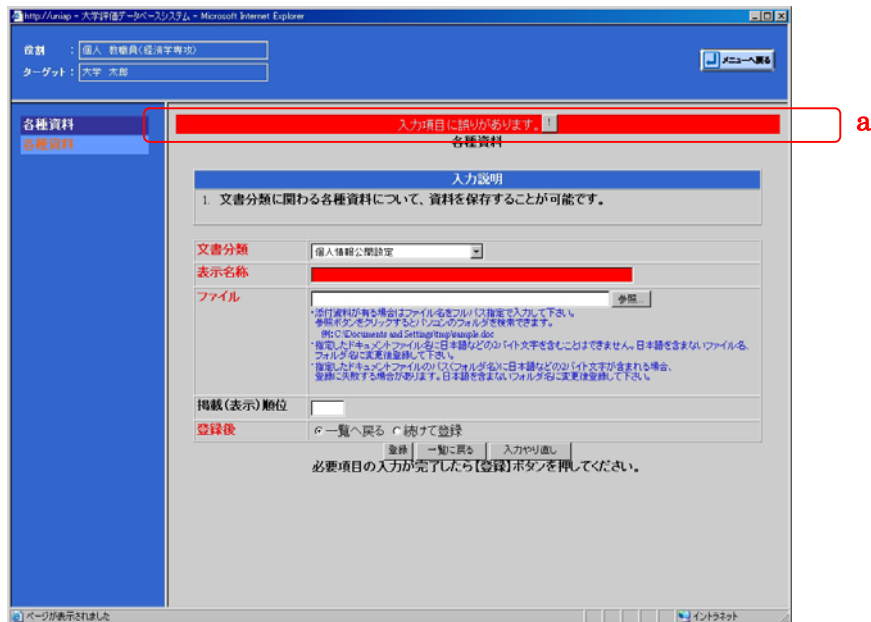 http://uniap - 大学評価データベースシステム - Microsoft Internet Explorer
役割 : 個人 教職員(経済学専攻)
ターゲット : 大学 太郎
メニューへ戻る
各種資料
各種資料
入力項目に誤りがあります。 !
a
各種資料
入力説明
1. 文書分類に関わる各種資料について、資料を保存することが可能です。
文書分類 個人情報公開設定
表示名称
ファイル 参照...
・添付資料が有る場合はファイル名をフルパス指定で入力して下さい。
参照ボタンをクリックするとパソコンのフォルダを検索できます。
例:C:\Documents and Settings\tmp\sample.doc
・指定したドキュメントファイル名に日本語などの2バイト文字を含むことはできません。日本語を含まないファイル名、
フォルダ名に変更後登録して下さい。
・指定したドキュメントファイルのパス(フォルダ名)に日本語などの2バイト文字が含まれる場合、
登録に失敗する場合があります。日本語を含まないフォルダ名に変更後登録して下さい。
掲載(表示)順位
登録後 一覧へ戻る 続けて登録
登録 一覧に戻る 入力やり直し
必要項目の入力が完了したら【登録】ボタンを押してください。
ページが表示されました イントラネット